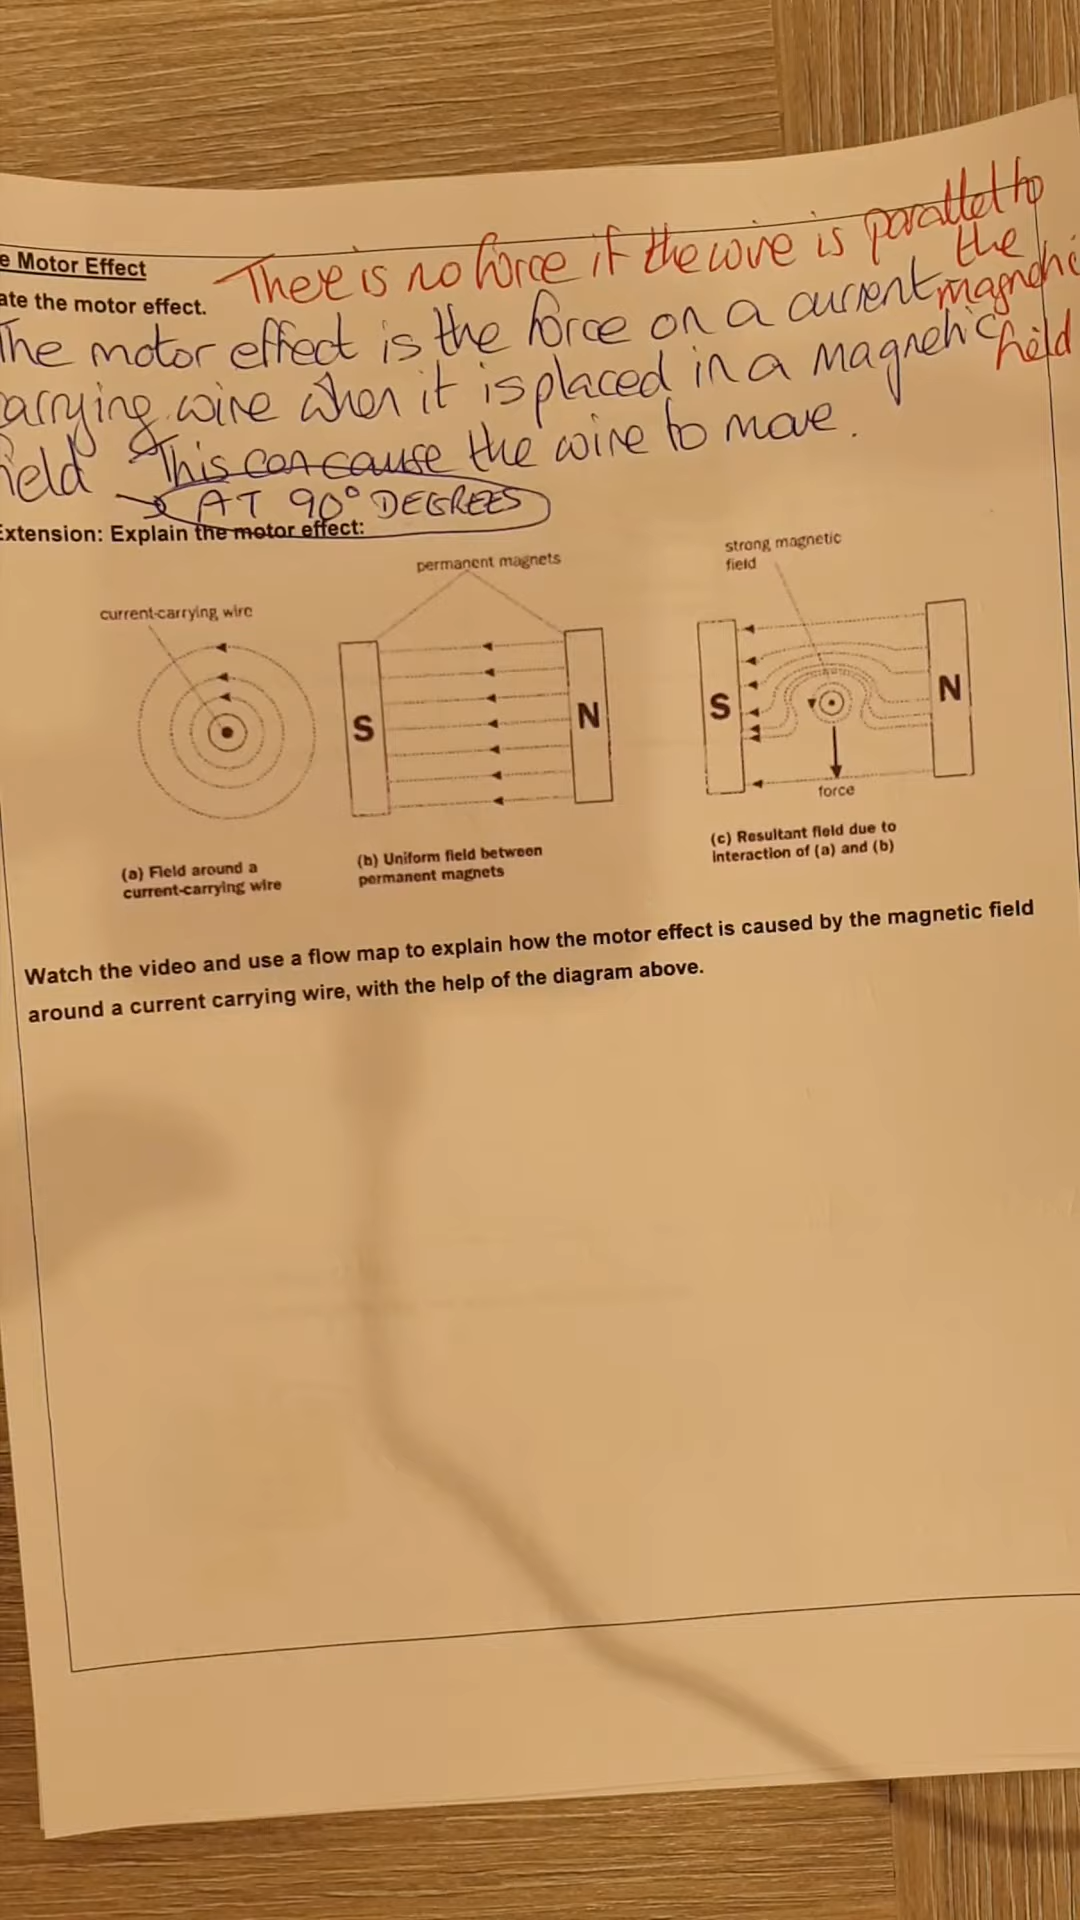 e Motor Effect
There is no force if the wire is parallel to
the
magnetic
field
ate the motor effect.
The motor effect is the force on a current
arrying wire when it is placed in a magnetic
ield This can cause the wire to move.
AT 90° DEGREES
Extension: Explain the motor effect:
permanent magnets
strong magnetic
field
current-carrying wire
S
N
S
N
force
(a) Field around a
current-carrying wire
(b) Uniform field between
permanent magnets
(c) Resultant field due to
interaction of (a) and (b)
Watch the video and use a flow map to explain how the motor effect is caused by the magnetic field
around a current carrying wire, with the help of the diagram above.